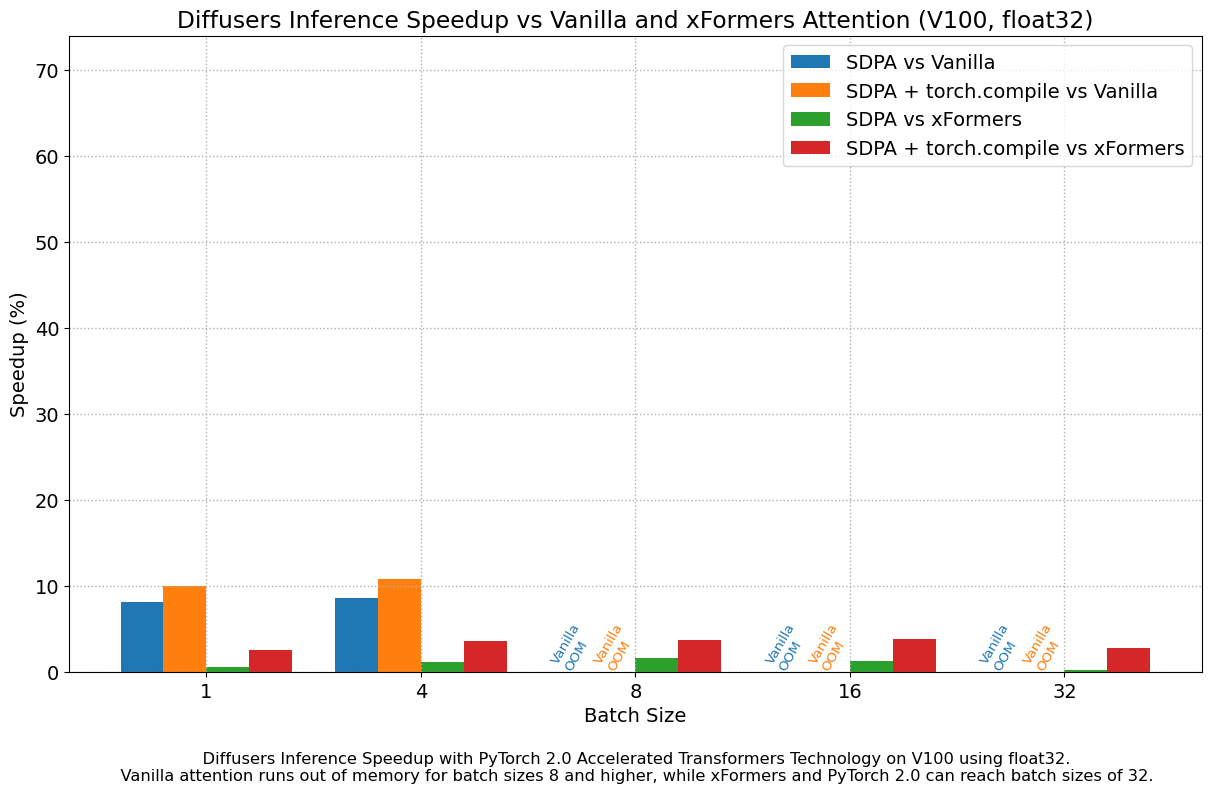 Diffusers Inference Speedup vs Vanilla and xFormers Attention (V100, float32)
SDPA vs Vanilla
SDPA + torch.compile vs Vanilla
SDPA vs xFormers
SDPA + torch.compile vs xFormers
Speedup (%)
70
60
50
40
30
20
10
0
Vanilla
OOM
Vanilla
OOM
Vanilla
OOM
Vanilla
OOM
Vanilla
OOM
Vanilla
OOM
1 4 8 16 32
Batch Size
Diffusers Inference Speedup with PyTorch 2.0 Accelerated Transformers Technology on V100 using float32.
Vanilla attention runs out of memory for batch sizes 8 and higher, while xFormers and PyTorch 2.0 can reach batch sizes of 32.